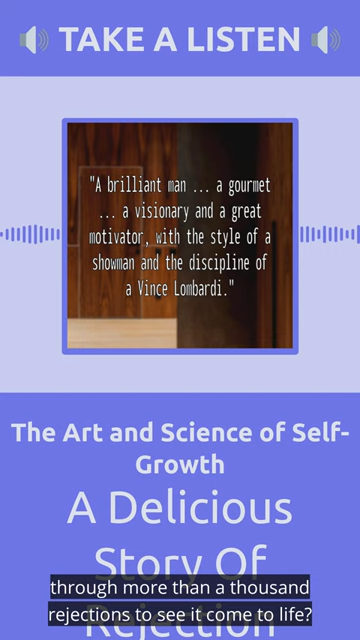 TAKE A LISTEN
"A brilliant man ... a gourmet
... a visionary and a great
motivator, with the style of a
showman and the discipline of
a Vince Lombardi."
The Art and Science of Self-
Growth
A Delicious
Story Of
Rejection
through more than a thousand
rejections to see it come to life?